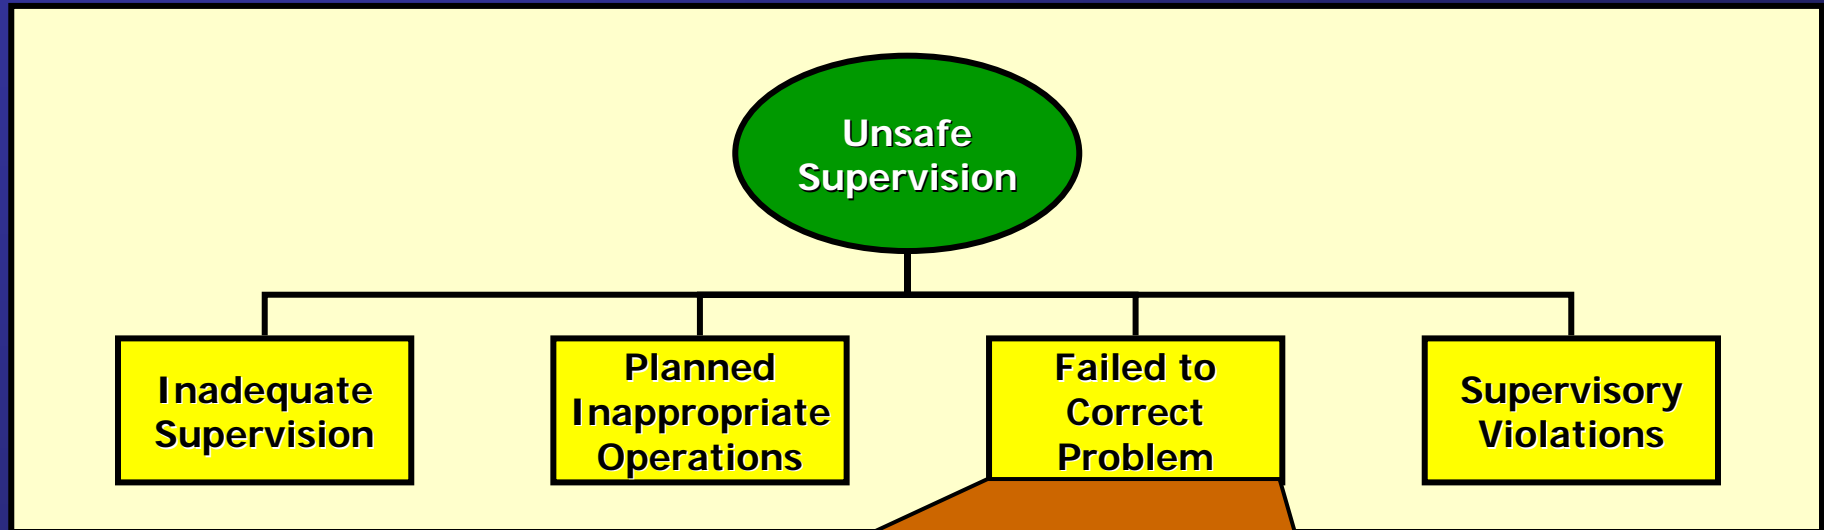 Unsafe
Supervision
Inadequate
Supervision
Planned
Inappropriate
Operations
Failed to
Correct
Problem
Supervisory
Violations